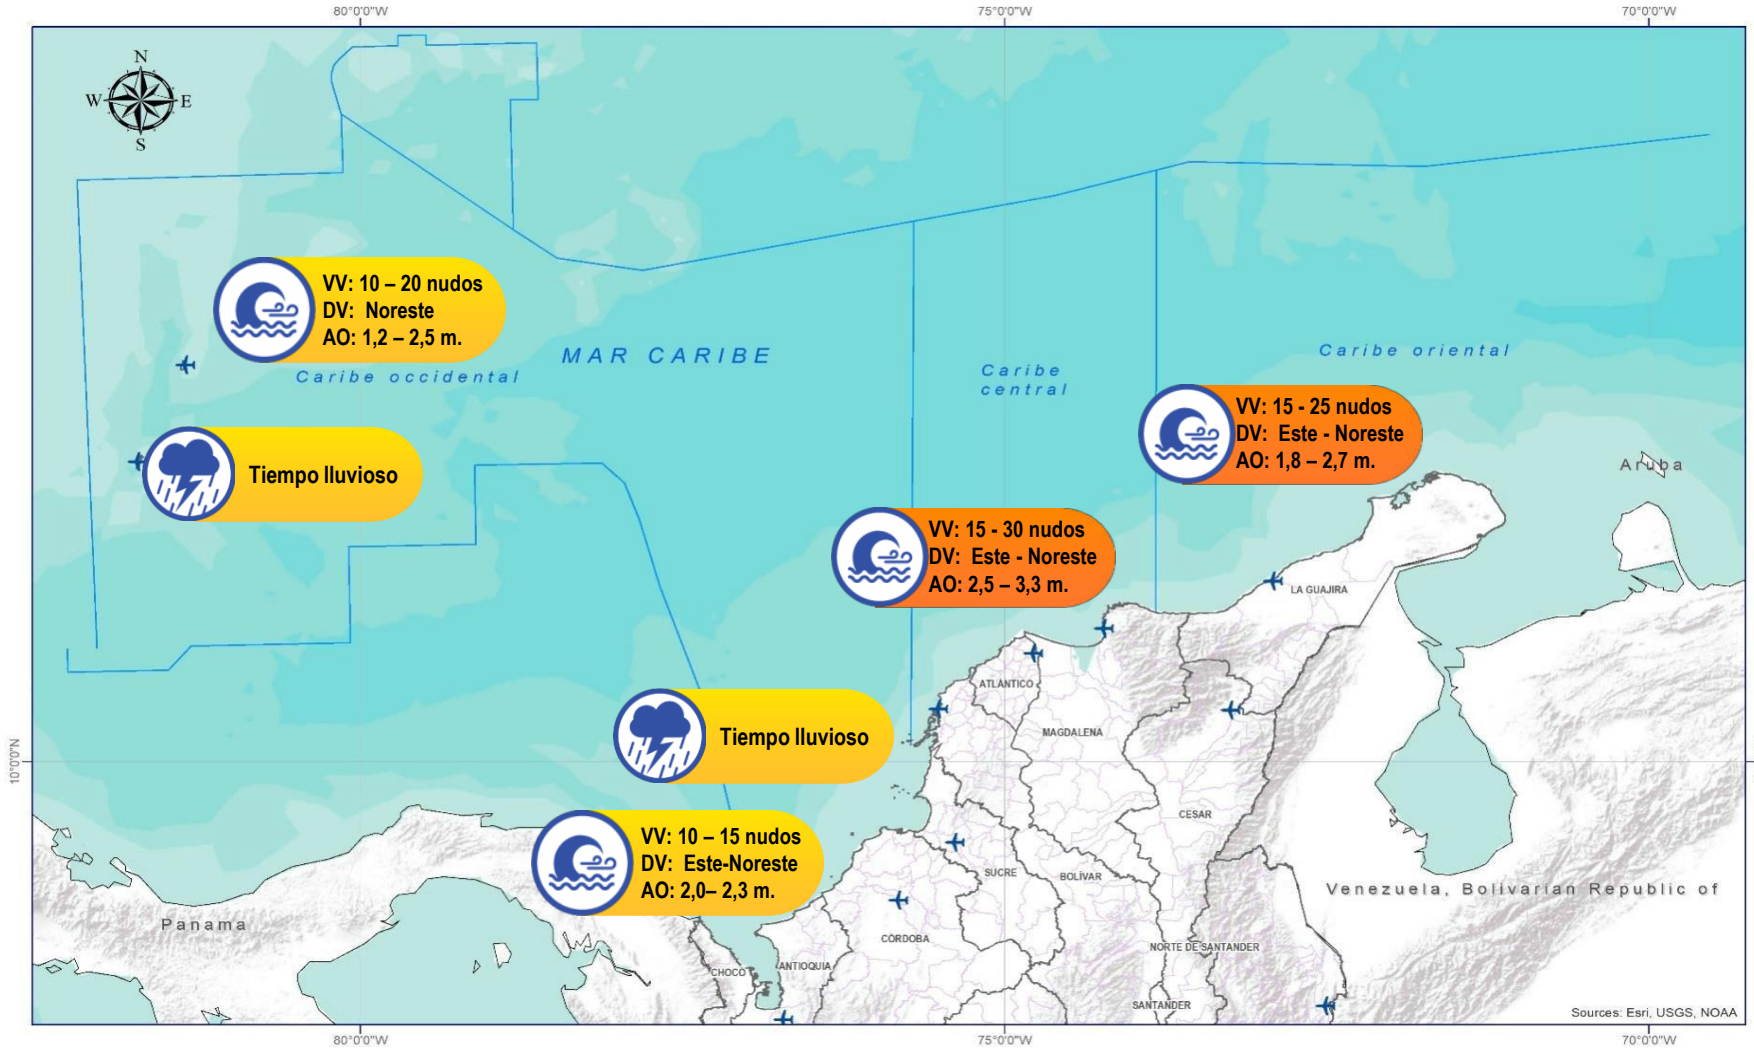 80°0'0"W
75°0'0"W
70°0'0"W
N
W
E
S
VV: 10 – 20 nudos
DV: Noreste
AO: 1,2 – 2,5 m.
MAR CARIBE
Caribe occidental
Caribe
central
Caribe oriental
VV: 15 - 25 nudos
DV: Este - Noreste
AO: 1,8 – 2,7 m.
Aruba
Tiempo lluvioso
VV: 15 - 30 nudos
DV: Este - Noreste
AO: 2,5 – 3,3 m.
LA GUAJIRA
ATLÁNTICO
MAGDALENA
Tiempo lluvioso
10°0'0"N
CESAR
VV: 10 – 15 nudos
DV: Este-Noreste
AO: 2,0– 2,3 m.
SUCRE
BOLÍVAR
Venezuela, Bolivarian Republic of
Panama
CÓRDOBA
NORTE DE SANTANDER
CHOCÓ
ANTIOQUIA
SANTANDER
Sources: Esri, USGS, NOAA
80°0'0"W
75°0'0"W
70°0'0"W